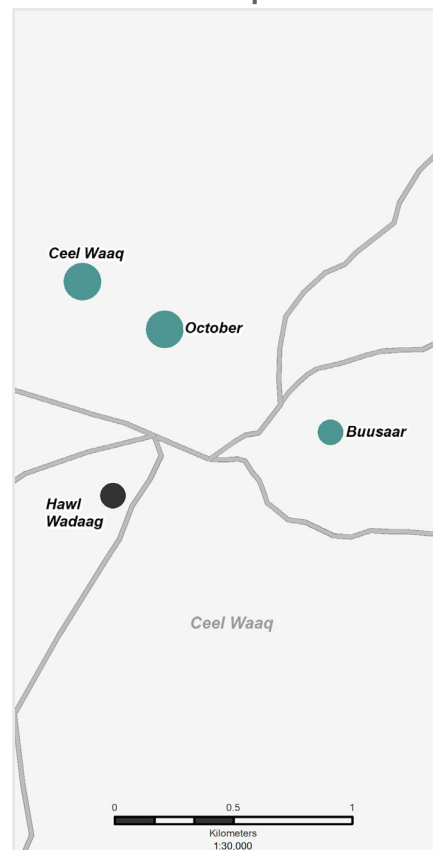 Ceel Waaq
October
Buusaar
Hawl
Wadaag
Ceel Waaq
0 0.5 1
Kilometers
1:30.000